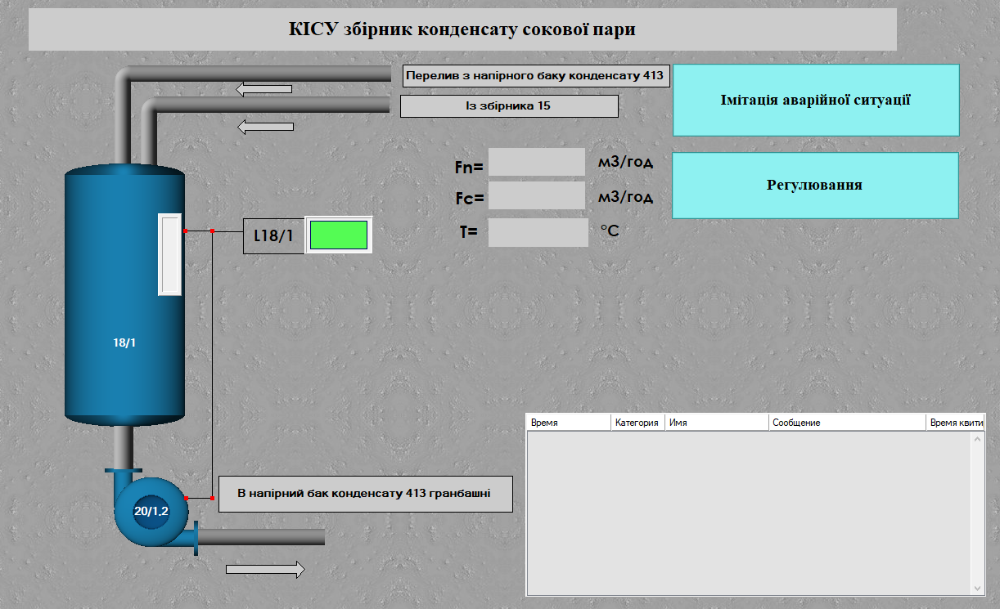 КІСУ збірник конденсату сокової пари
Перелив з напірного баку конденсату 413
Із збірника 15
Імітація аварійної ситуації
Fn= м3/год
Регулювання
Fc= м3/год
T= °C
L18/1
18/1
Время Категория Имя Сообщение Время квити
В напірний бак конденсату 413 гранбашні
20/1,2